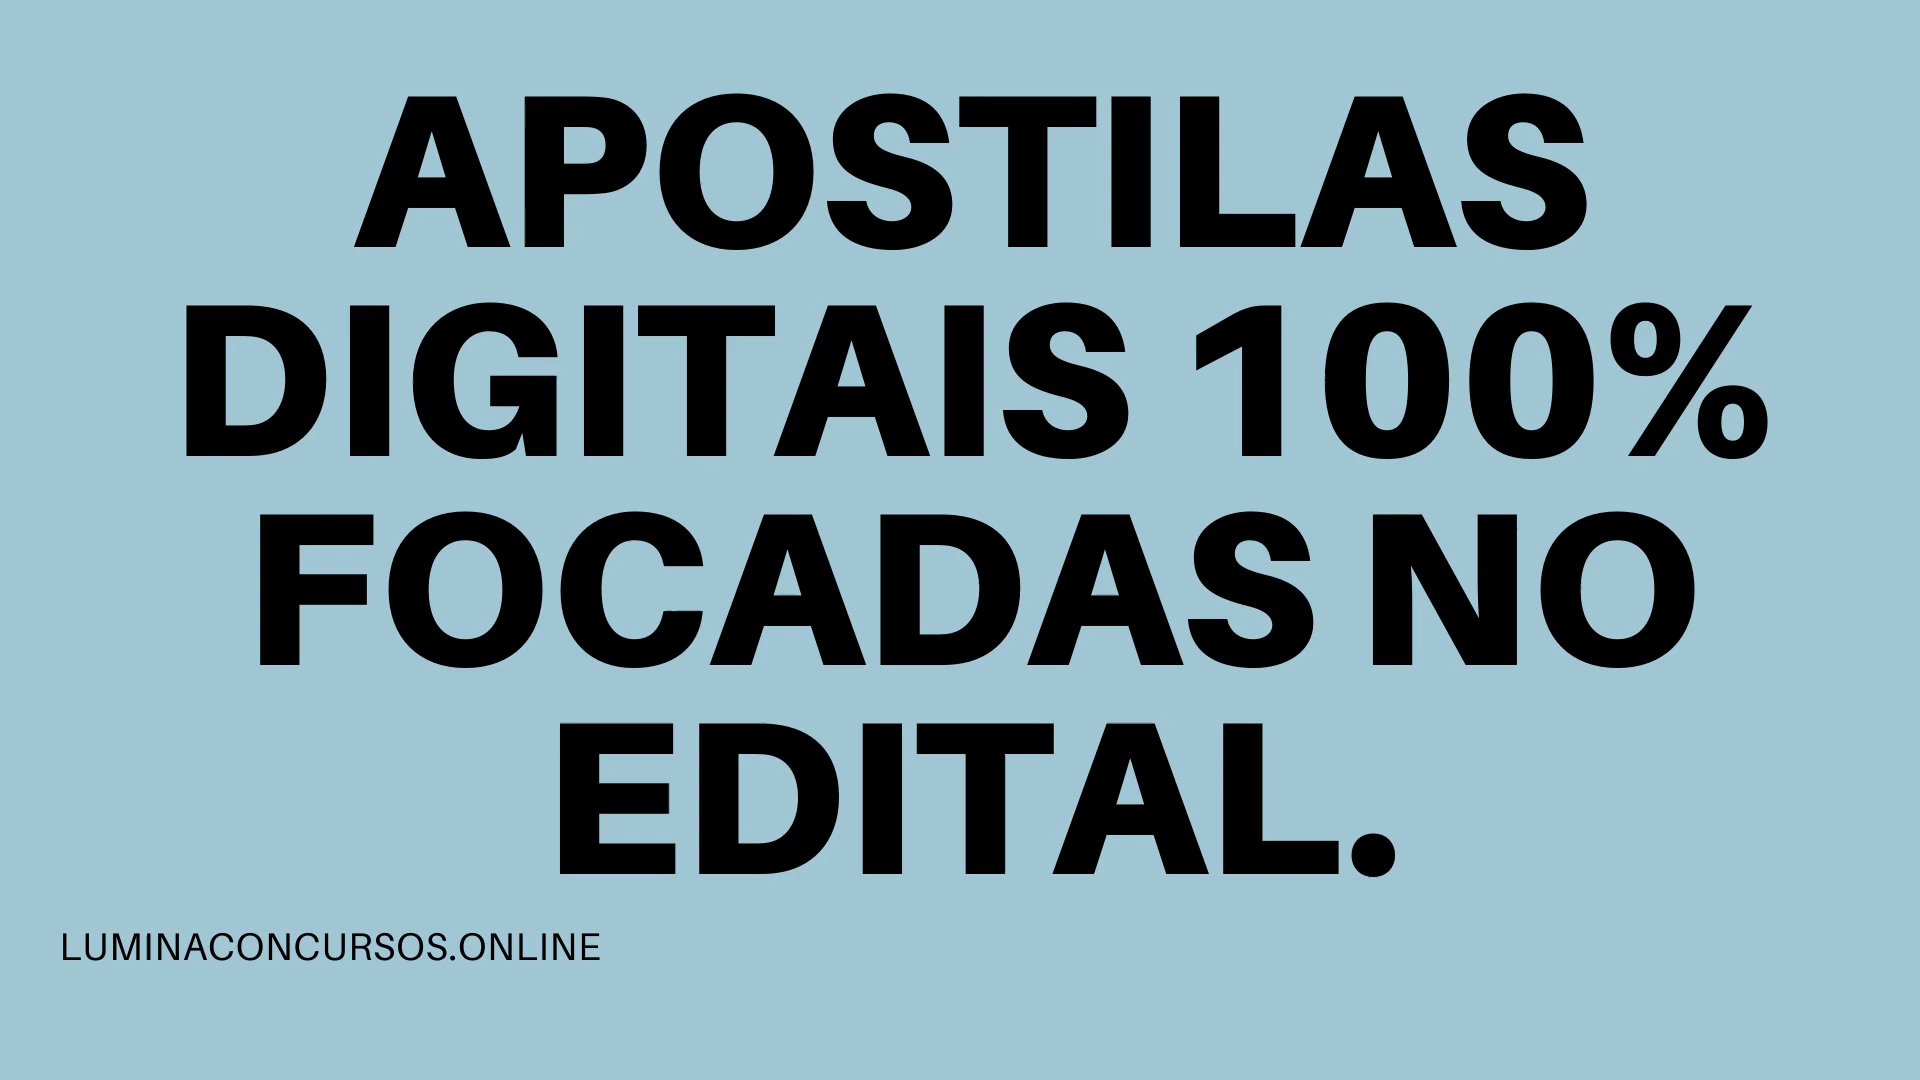 APOSTILAS
DIGITAIS 100%
FOCADAS NO
EDITAL.
LUMINACONCURSOS.ONLINE